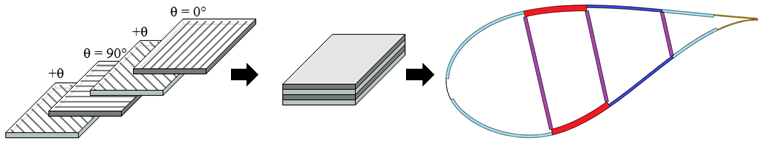 θ = 0°
+θ
θ = 90°
+θ